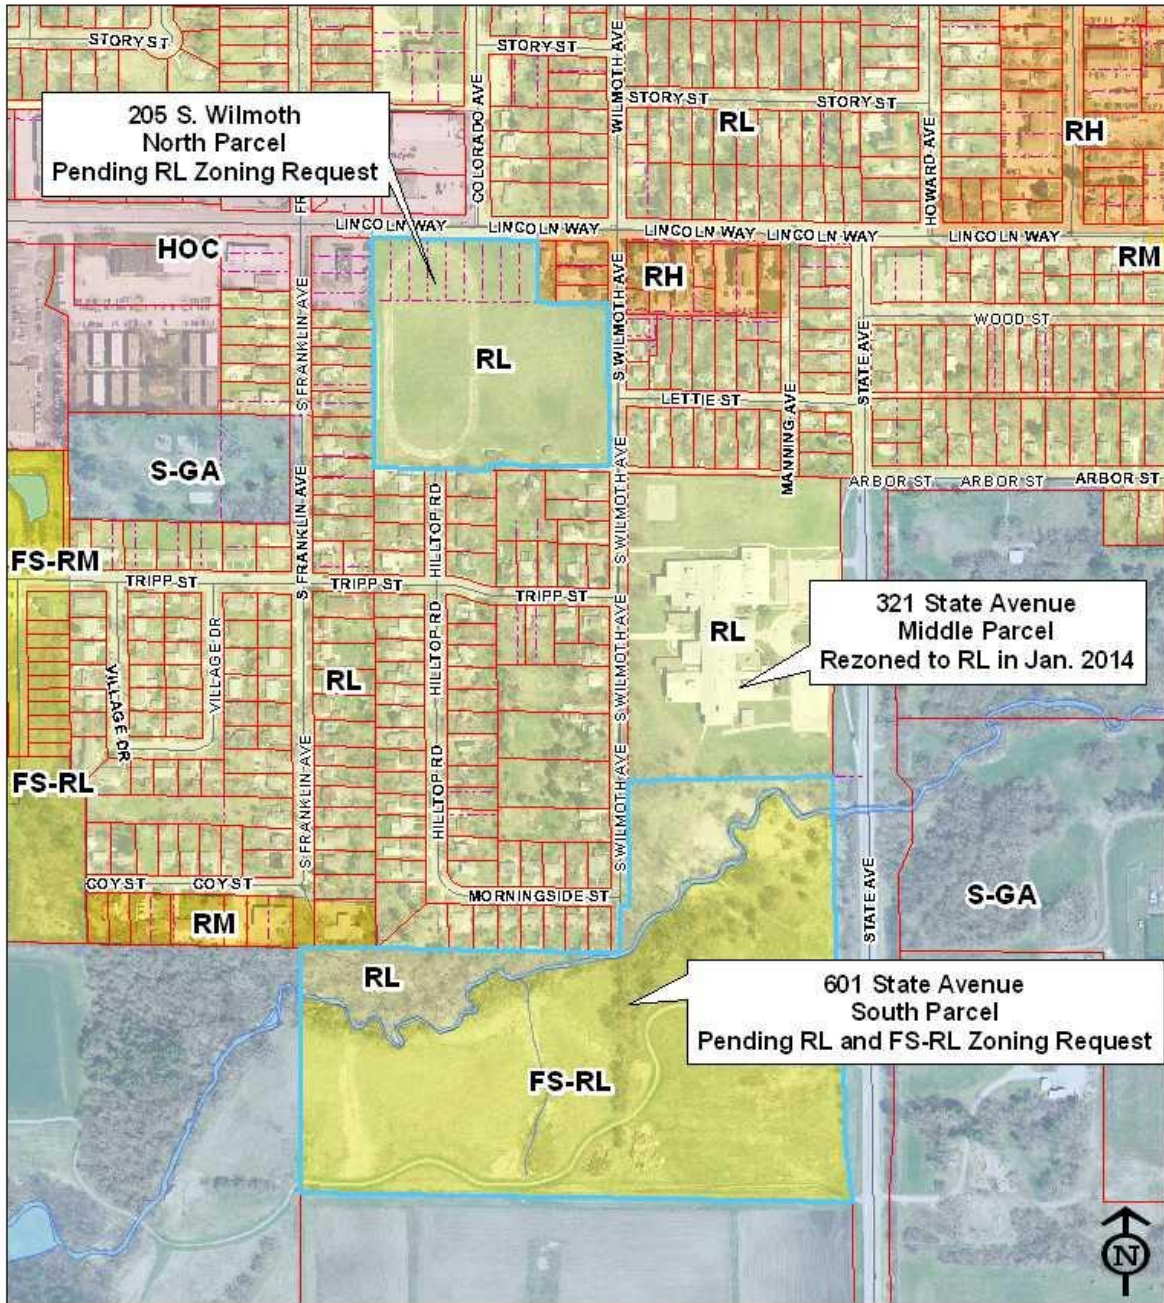 STORY ST
STORY ST
COLORADO AVE
WILMOTH AVE
STORY ST
STORY ST
HOWARD AVE
RL
RH
205 S. Wilmoth
North Parcel
Pending RL Zoning Request
FR
LINCOLN WAY
LINCOLN WAY
LINCOLN WAY
LINCOLN WAY
LINCOLN WAY
HOC
RH
RM
S FRANKLIN AVE
S WILMOTH AVE
WOOD ST
STATE AVE
RL
LETTIE ST
MANNING AVE
S-GA
S FRANKLIN AVE
HILLTOP RD
S WILMOTH AVE
ARBOR ST
ARBOR ST
ARBOR ST
FS-RM
TRIPP ST
TRIPP ST
TRIPP ST
S WILMOTH AVE
321 State Avenue
Middle Parcel
Rezoned to RL in Jan. 2014
VILLAGE DR
VILLAGE DR
RL
HILLTOP RD
RL
FS-RL
S FRANKLIN AVE
HILLTOP RD
S WILMOTH AVE
COY ST
COY ST
MORNINGSIDE ST
STATE AVE
S-GA
RM
RL
601 State Avenue
South Parcel
Pending RL and FS-RL Zoning Request
FS-RL
N